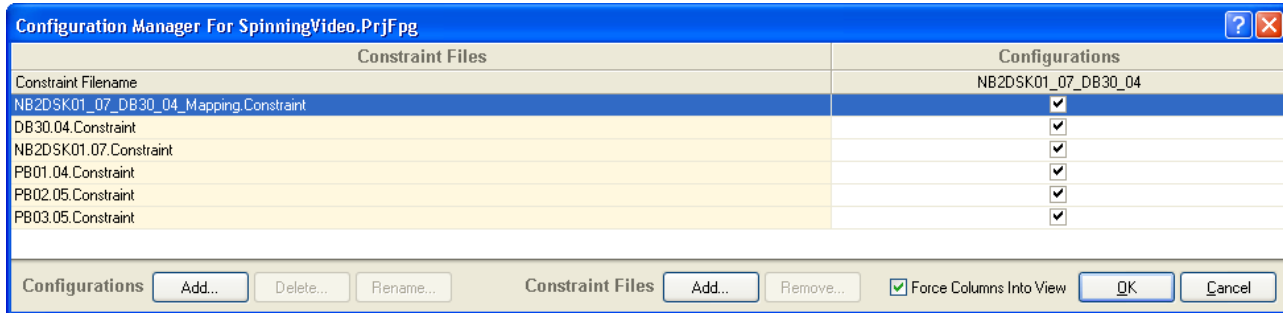 Configuration Manager For SpinningVideo.PrjFpg
Constraint Files Configurations
Constraint Filename NB2DSK01_07_DB30_04
NB2DSK01_07_DB30_04_Mapping.Constraint
DB30.04.Constraint
NB2DSK01.07.Constraint
PB01.04.Constraint
PB02.05.Constraint
PB03.05.Constraint
Configurations Add... Delete... Rename... Constraint Files Add... Remove... Force Columns Into View OK Cancel